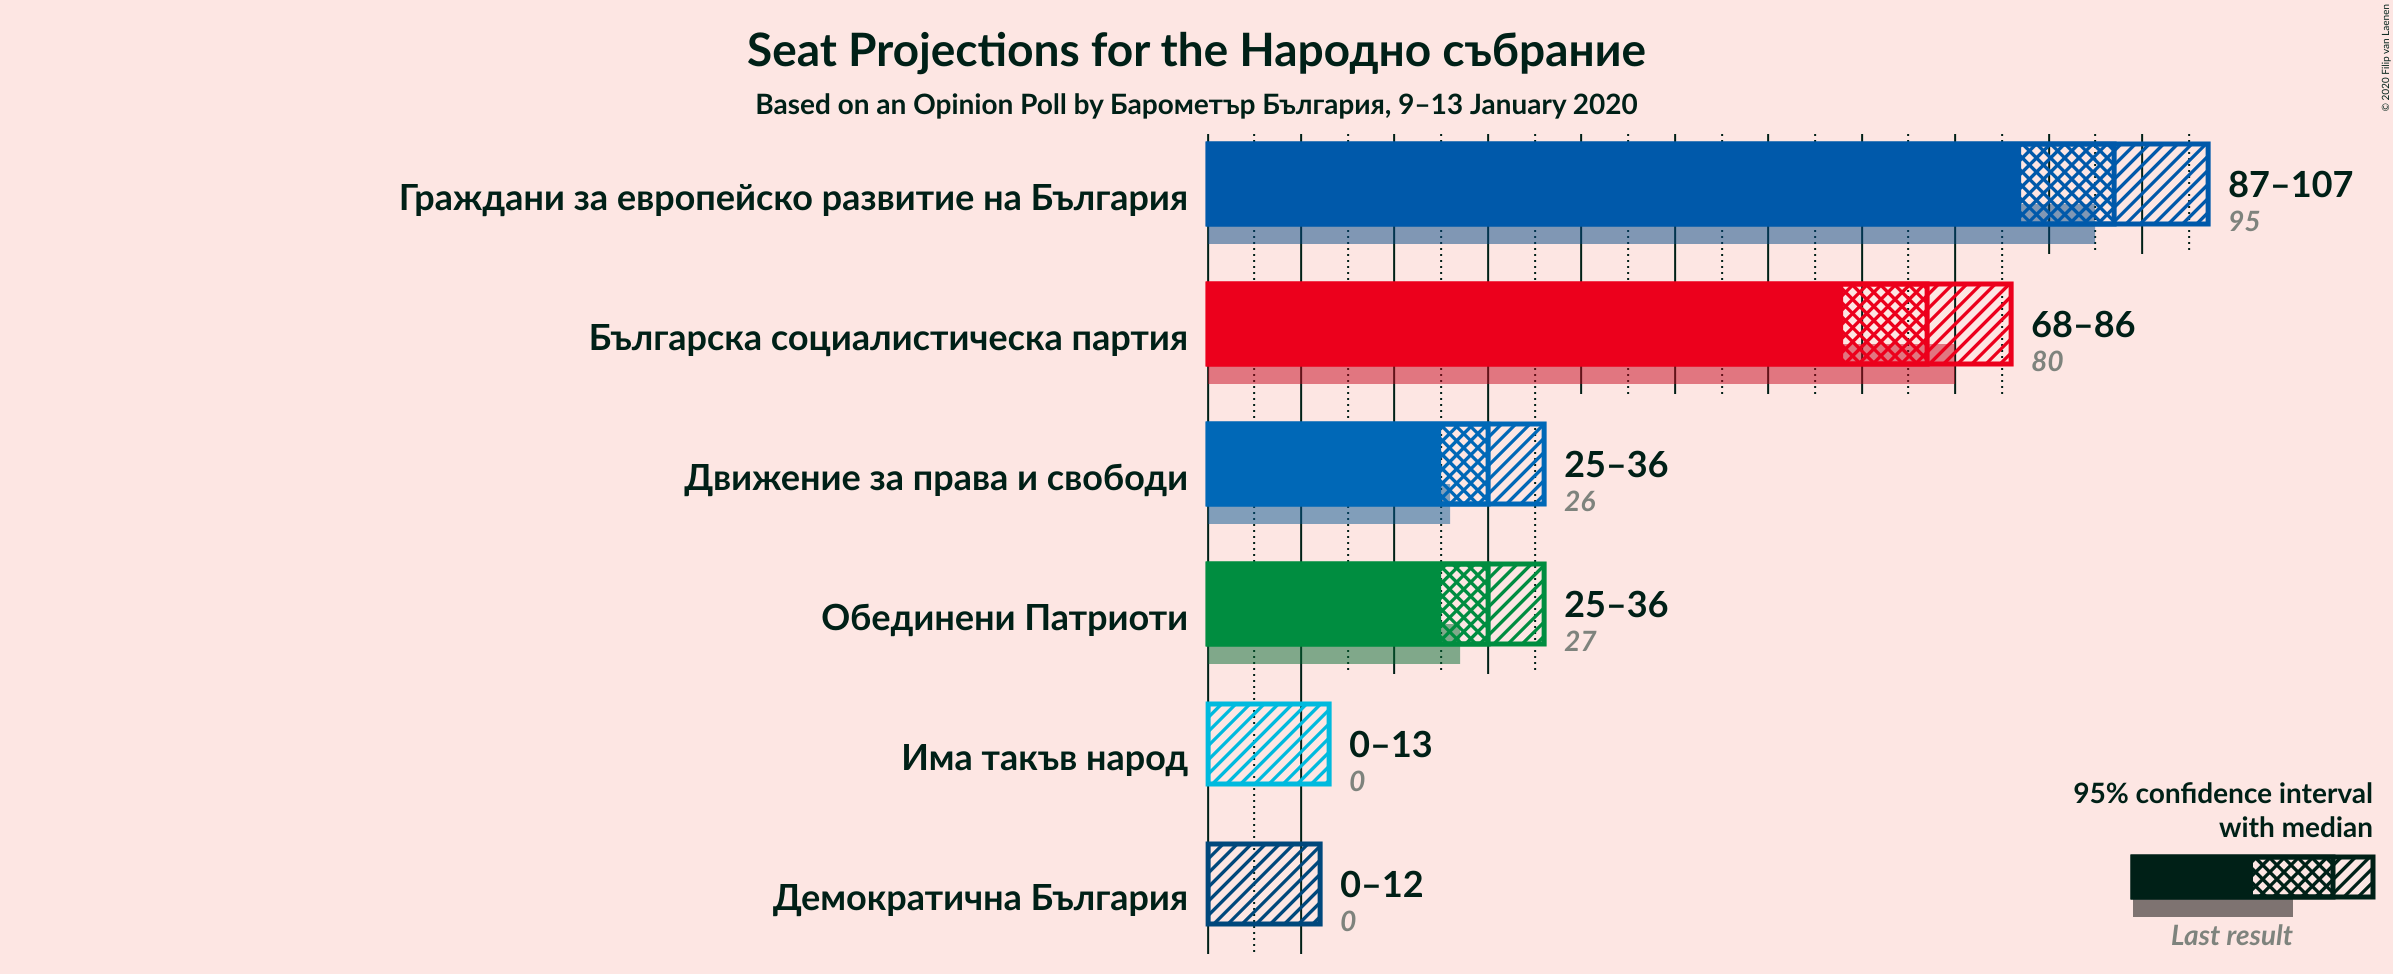 Seat Projections for the Народно събрание
Based on an Opinion Poll by Барометър България, 9–13 January 2020
© 2020 Filip van Laenen
Граждани за европейско развитие на България
87–107
95
Българска социалистическа партия
68–86
80
Движение за права и свободи
25–36
26
Обединени Патриоти
25–36
27
Има такъв народ
0–13
0
Демократична България
0–12
0
95% confidence interval
with median
Last result